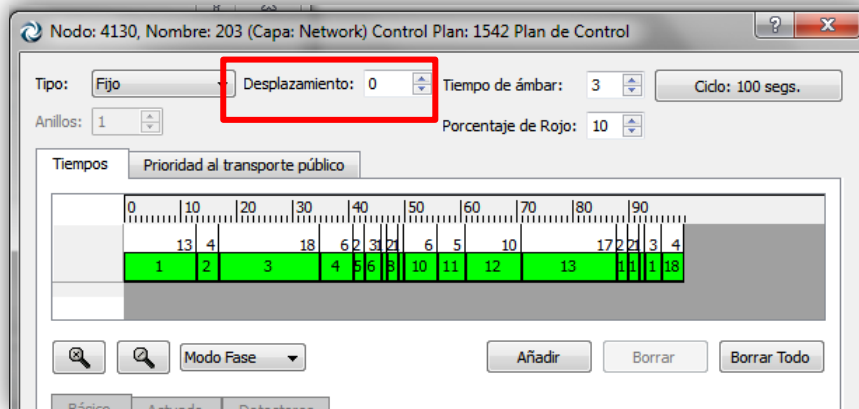 Nodo: 4130, Nombre: 203 (Capa: Network) Control Plan: 1542 Plan de Control
Tipo: Fijo Desplazamiento: 0 Tiempo de ámbar: 3 Ciclo: 100 segs.
Anillos: 1 Porcentaje de Rojo: 10
Tiempos Prioridad al transporte público
0 10 20 30 40 50 60 70 80 90
13 4 18 6 2 3 1 2 1 6 5 10 17 2 2 1 3 4
1 2 3 4 5 6 8 10 11 12 13 1 1 1 18
Modo Fase Añadir Borrar Borrar Todo
Básico Actuado Detectores